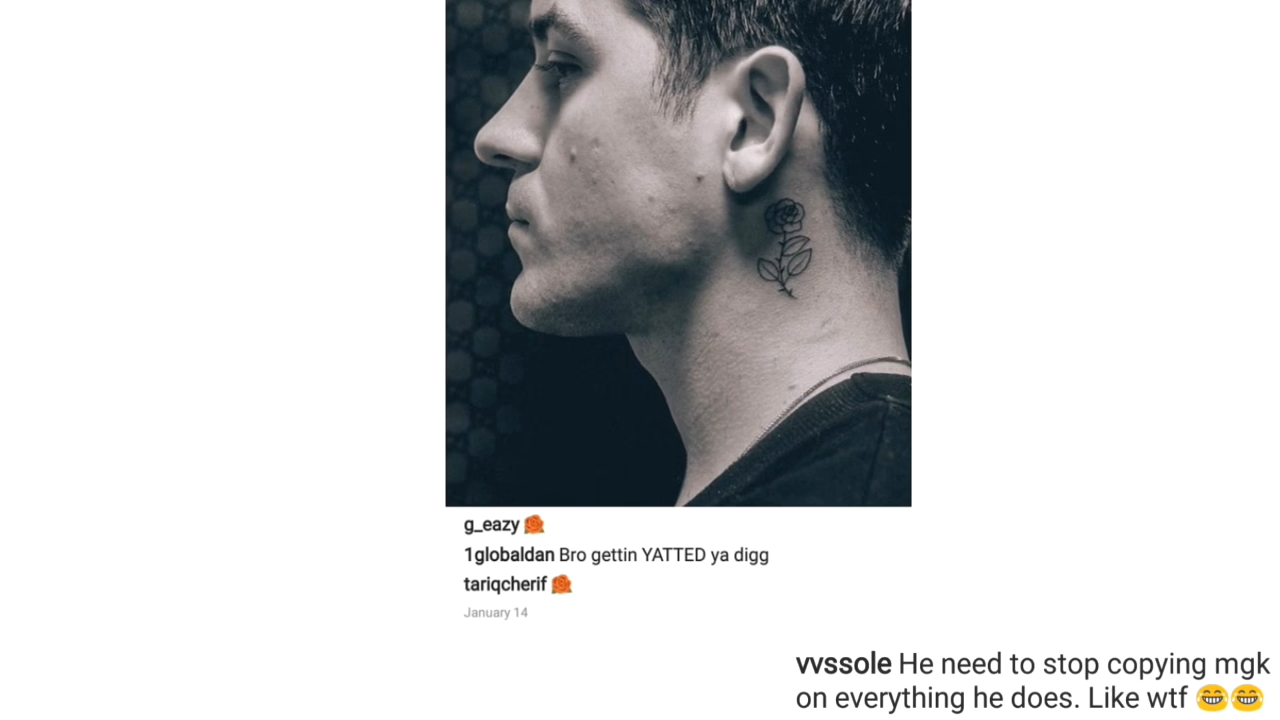 g_eazy 🌹
1globaldan Bro gettin YATTED ya digg
tariqcherif 🌹
January 14
vvssole He need to stop copying mgk
on everything he does. Like wtf 😂😂